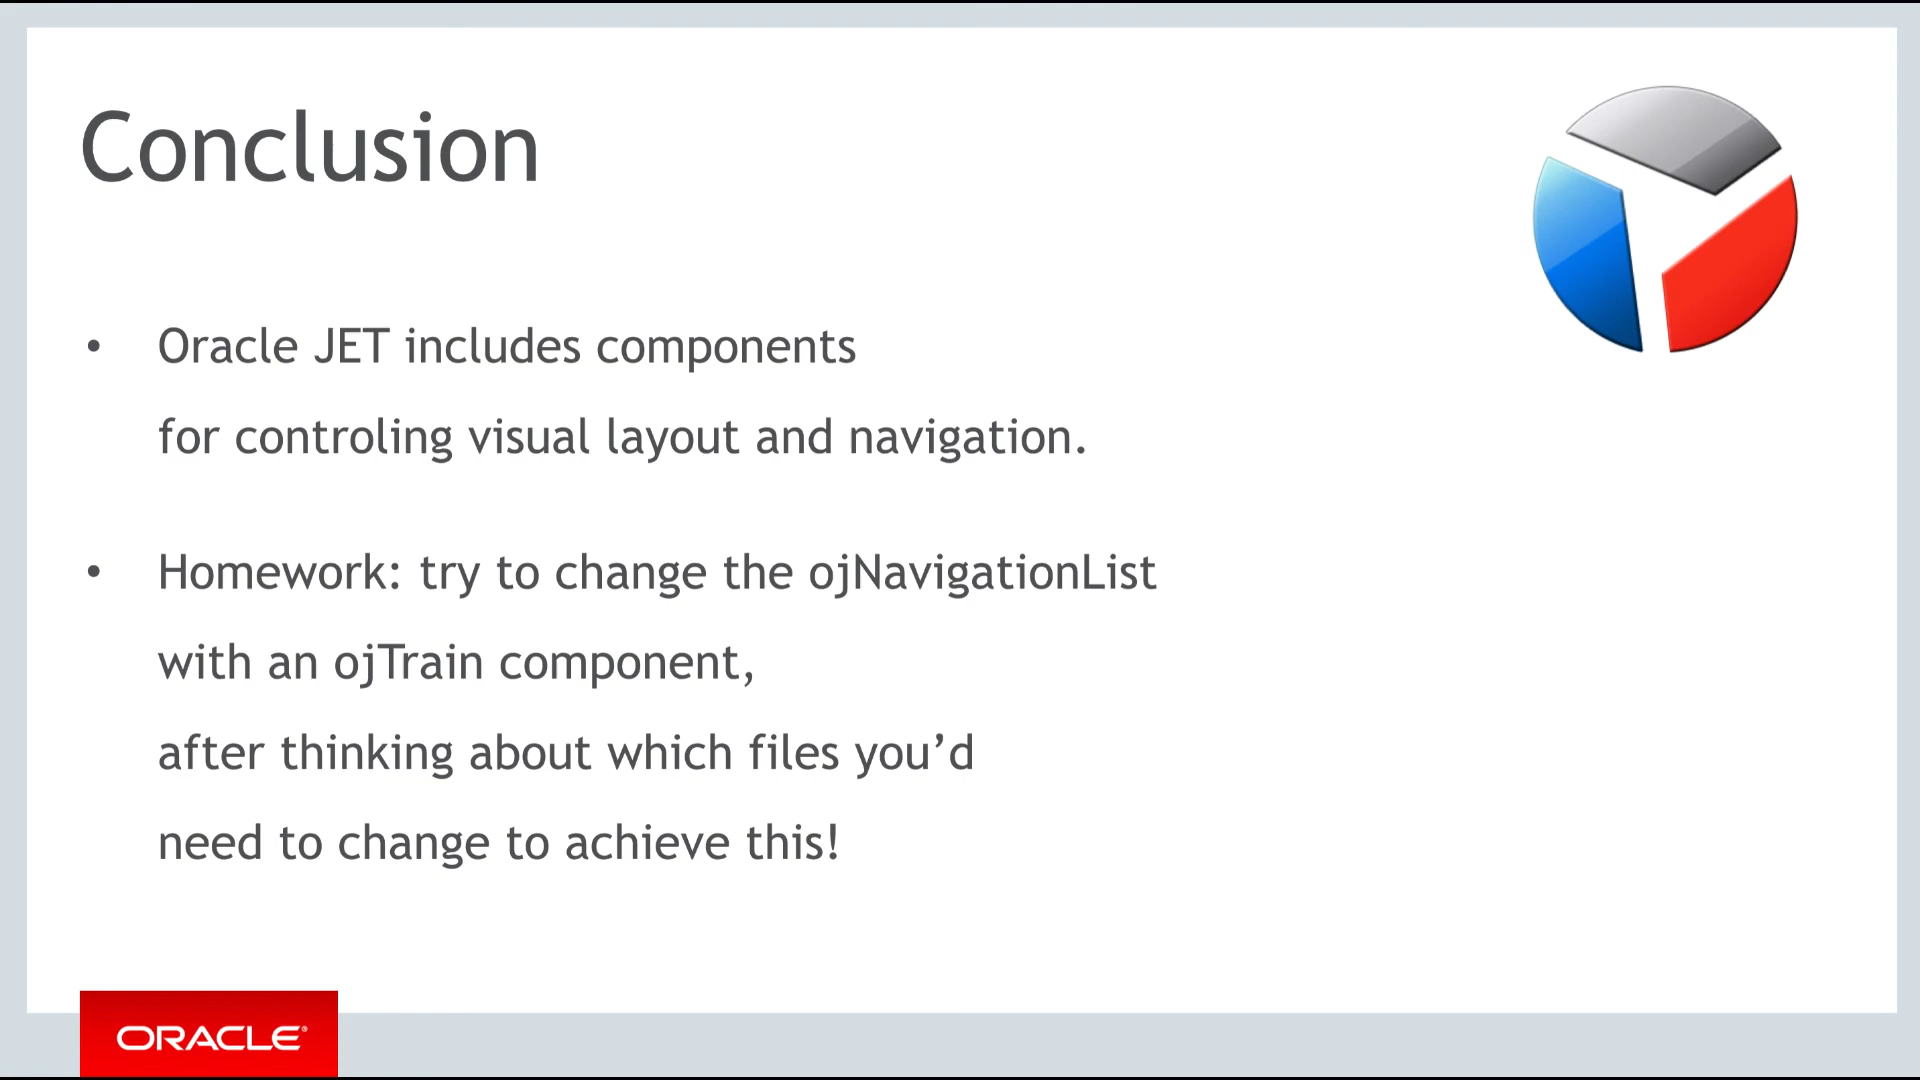 Conclusion
• Oracle JET includes components
for controling visual layout and navigation.
• Homework: try to change the ojNavigationList
with an ojTrain component,
after thinking about which files you’d
need to change to achieve this!
ORACLE®